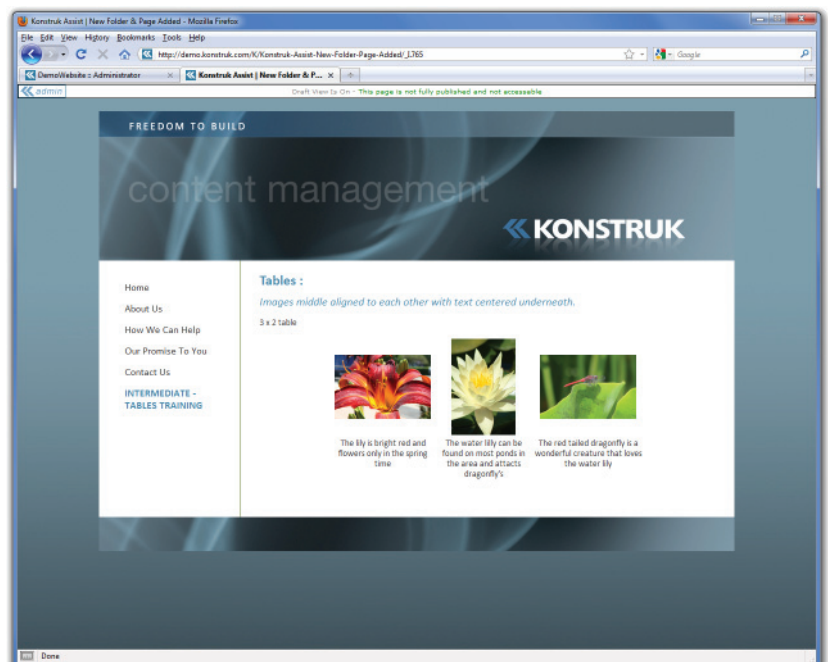 Konstruk Assist | New Folder & Page Added - Mozilla Firefox
File Edit View History Bookmarks Tools Help
http://demo.konstruk.com/K/Konstruk-Assist-New-Folder-Page-Added/_I.765
Google
DemoWebsite :: Administrator
Konstruk Assist | New Folder & P...
admin
Draft View Is On - This page is not fully published and not accessable
FREEDOM TO BUILD
content management
KONSTRUK
Home
About Us
How We Can Help
Our Promise To You
Contact Us
INTERMEDIATE -
TABLES TRAINING
Tables :
Images middle aligned to each other with text centered underneath.
3 x 2 table
The lily is bright red and
flowers only in the spring
time
The water lilly can be
found on most ponds in
the area and attacts
dragonfly's
The red tailed dragonfly is a
wonderful creature that loves
the water lily
Done